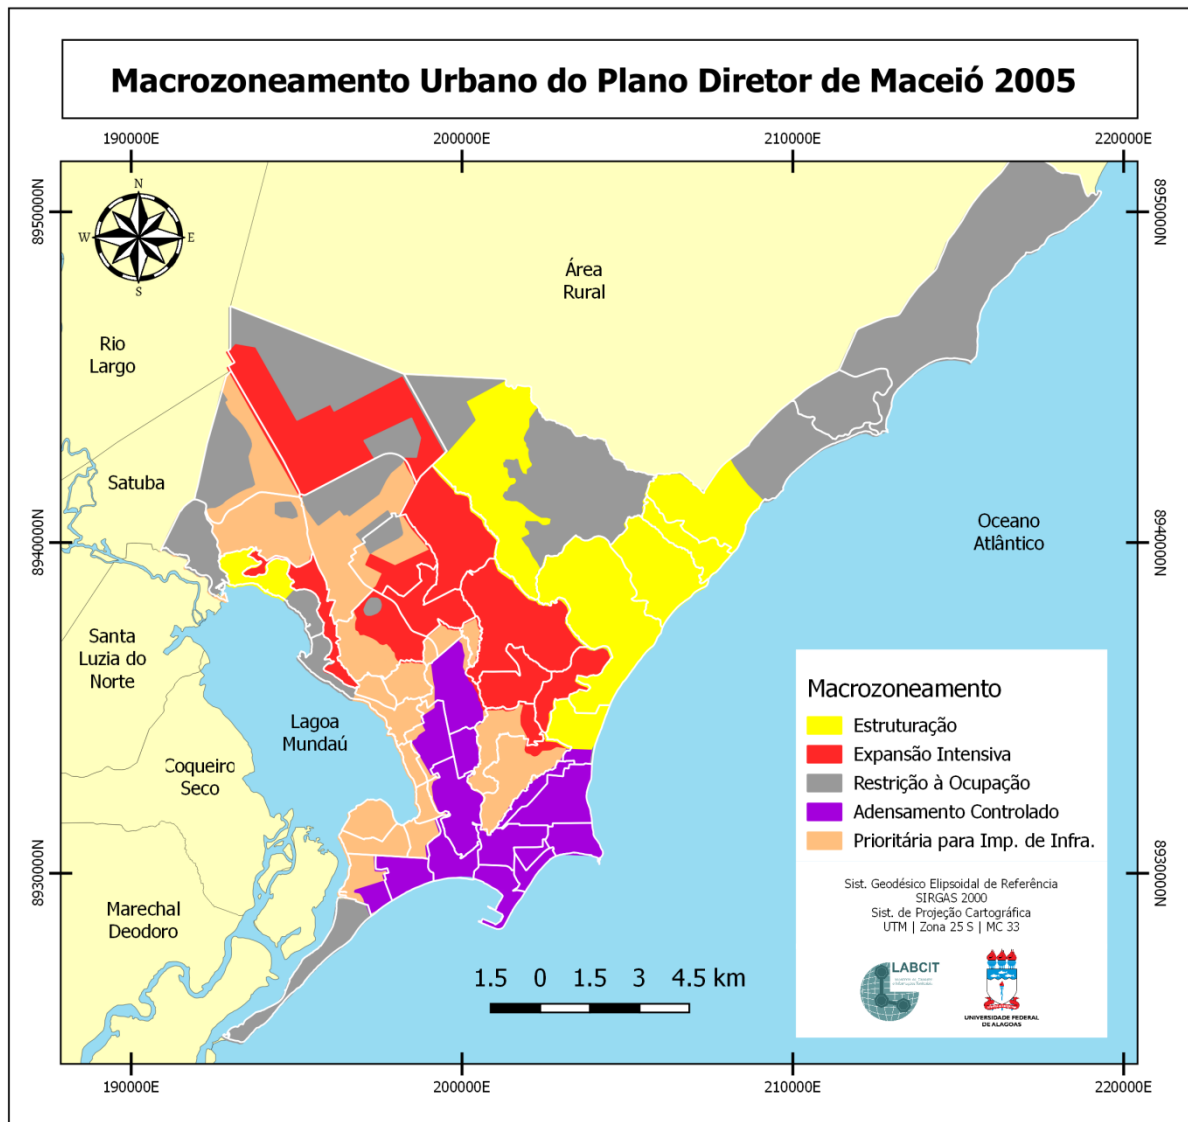 Macrozoneamento Urbano do Plano Diretor de Maceió 2005
190000E
200000E
210000E
220000E
8950000N
8950000N
N
W
E
S
Área
Rural
Rio
Largo
Satuba
Oceano
Atlântico
8940000N
8940000N
Santa
Luzia do
Norte
Lagoa
Mundaú
Coqueiro
Seco
Marechal
Deodoro
8930000N
8930000N
Macrozoneamento
Estruturação
Expansão Intensiva
Restrição à Ocupação
Adensamento Controlado
Prioritária para Imp. de Infra.
Sist. Geodésico Elipsoidal de Referência
SIRGAS 2000
Sist. de Projeção Cartográfica
UTM | Zona 25 S | MC 33
LABCIT
UNIVERSIDADE FEDERAL
DE ALAGOAS
1.5 0 1.5 3 4.5 km
190000E
200000E
210000E
220000E